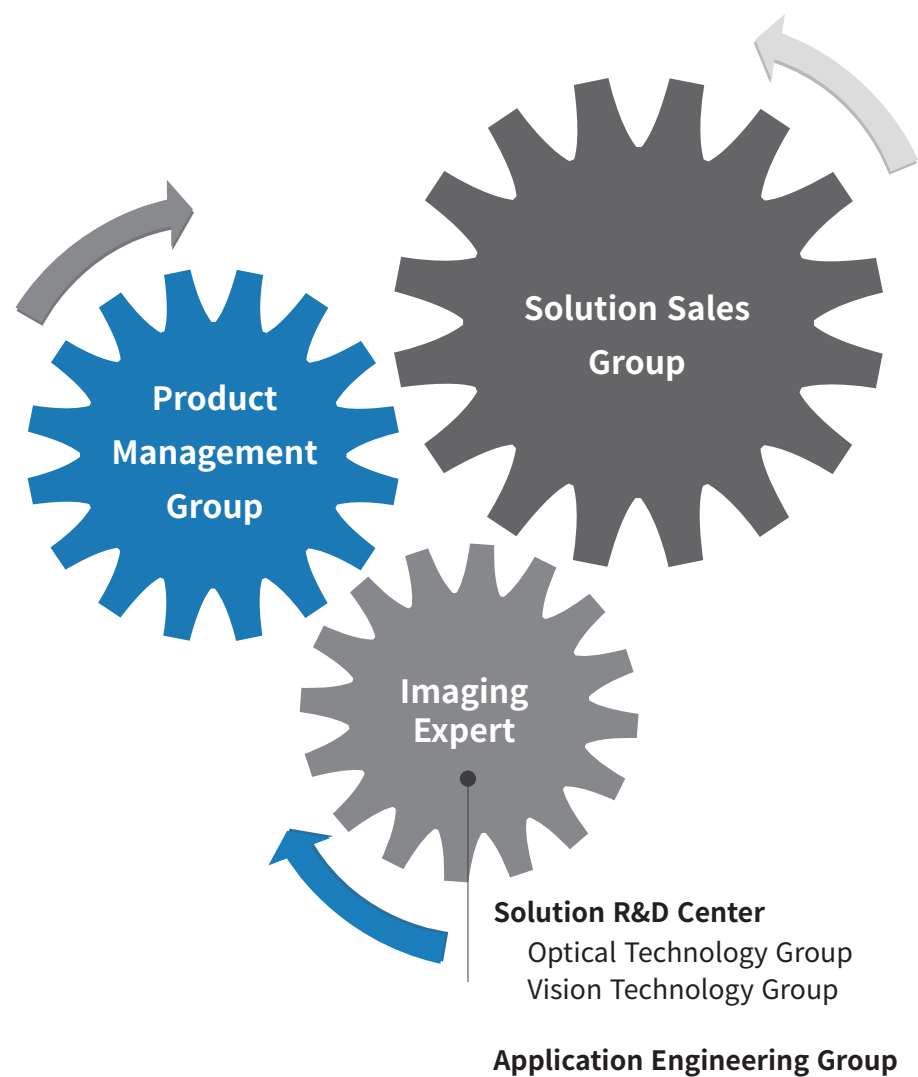 Solution Sales
Group
Product
Management
Group
Imaging
Expert
Solution R&D Center
Optical Technology Group
Vision Technology Group
Application Engineering Group